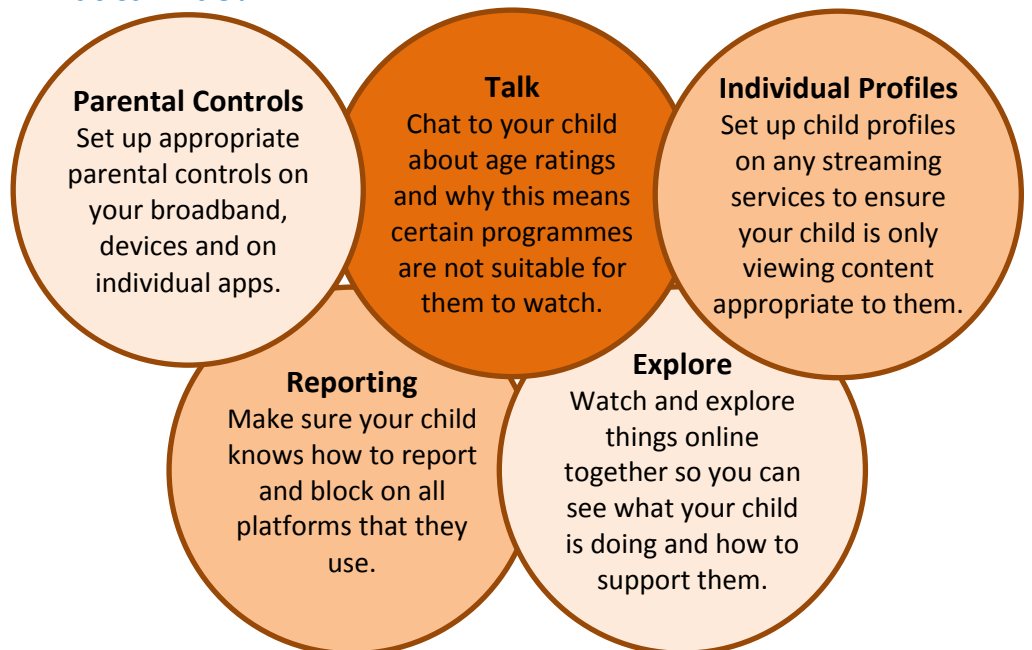 Parental Controls
Set up appropriate
parental controls on
your broadband,
devices and on
individual apps.
Talk
Chat to your child
about age ratings
and why this means
certain programmes
are not suitable for
them to watch.
Individual Profiles
Set up child profiles
on any streaming
services to ensure
your child is only
viewing content
appropriate to them.
Reporting
Make sure your child
knows how to report
and block on all
platforms that they
use.
Explore
Watch and explore
things online
together so you can
see what your child
is doing and how to
support them.